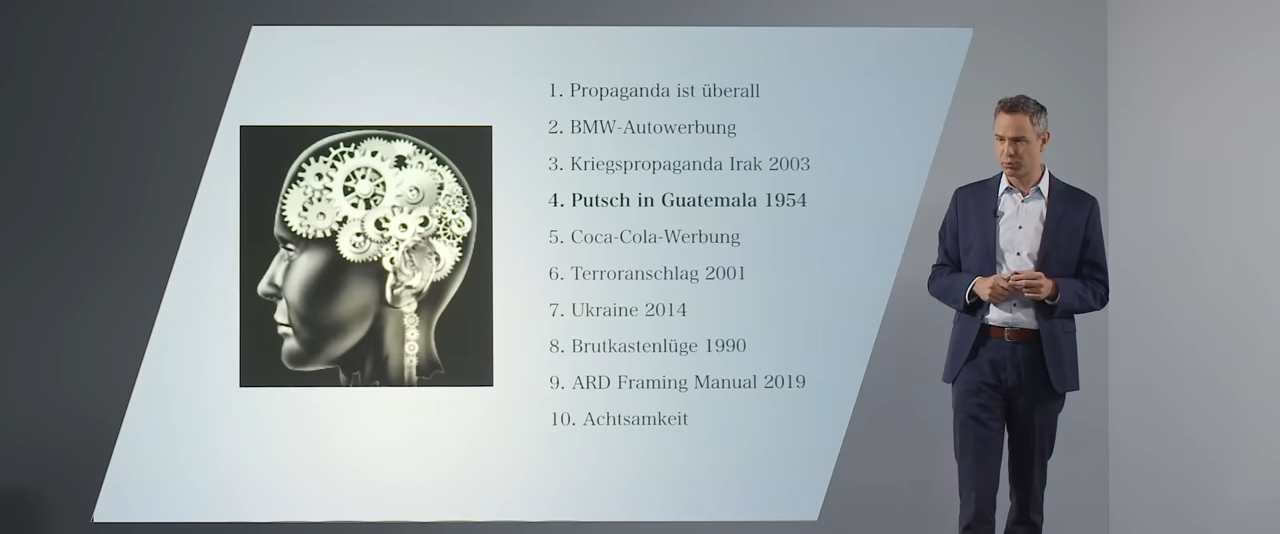 1. Propaganda ist überall
2. BMW-Autowerbung
3. Kriegspropaganda Irak 2003
4. Putsch in Guatemala 1954
5. Coca-Cola-Werbung
6. Terroranschlag 2001
7. Ukraine 2014
8. Brutkastenlüge 1990
9. ARD Framing Manual 2019
10. Achtsamkeit